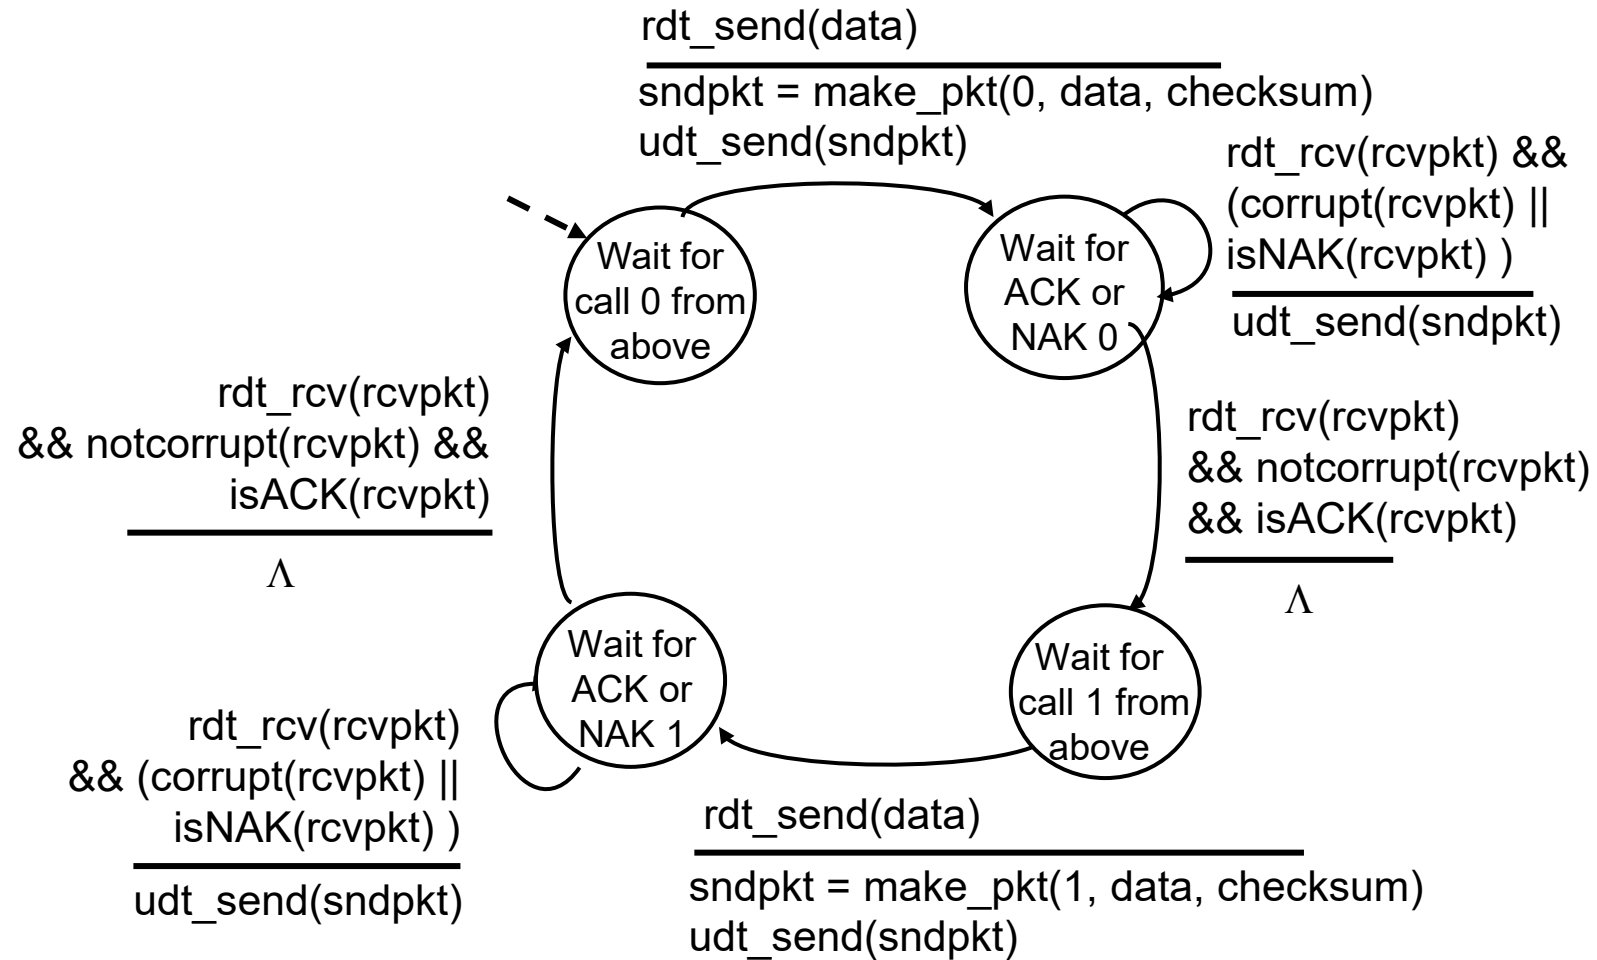 rdt_send(data)
sndpkt = make_pkt(0, data, checksum)
udt_send(sndpkt)
rdt_rcv(rcvpkt) &&
(corrupt(rcvpkt) ||
isNAK(rcvpkt) )
udt_send(sndpkt)
Wait for
call 0 from
above
Wait for
ACK or
NAK 0
rdt_rcv(rcvpkt)
&& notcorrupt(rcvpkt) &&
isACK(rcvpkt)
Λ
rdt_rcv(rcvpkt)
&& notcorrupt(rcvpkt)
&& isACK(rcvpkt)
Λ
Wait for
ACK or
NAK 1
Wait for
call 1 from
above
rdt_rcv(rcvpkt)
&& (corrupt(rcvpkt) ||
isNAK(rcvpkt) )
udt_send(sndpkt)
rdt_send(data)
sndpkt = make_pkt(1, data, checksum)
udt_send(sndpkt)